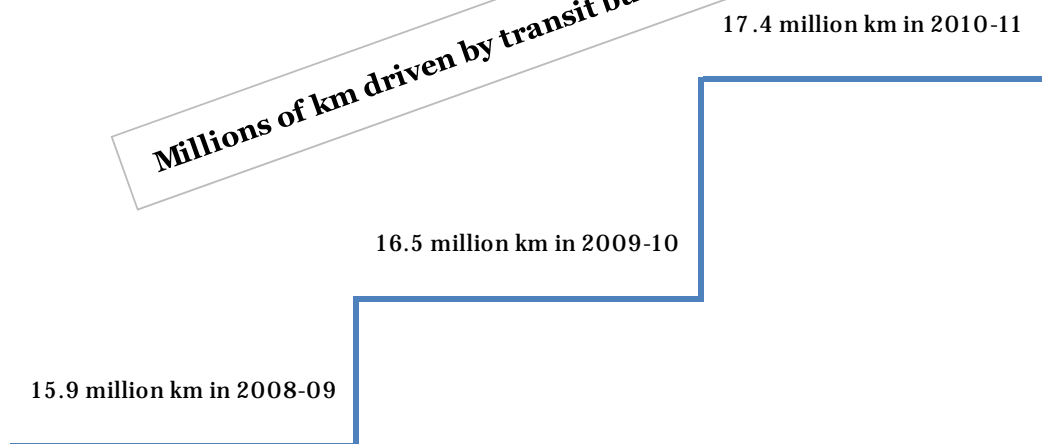 17.4 million km in 2010-11
Millions of km driven by transit
16.5 million km in 2009-10
15.9 million km in 2008-09